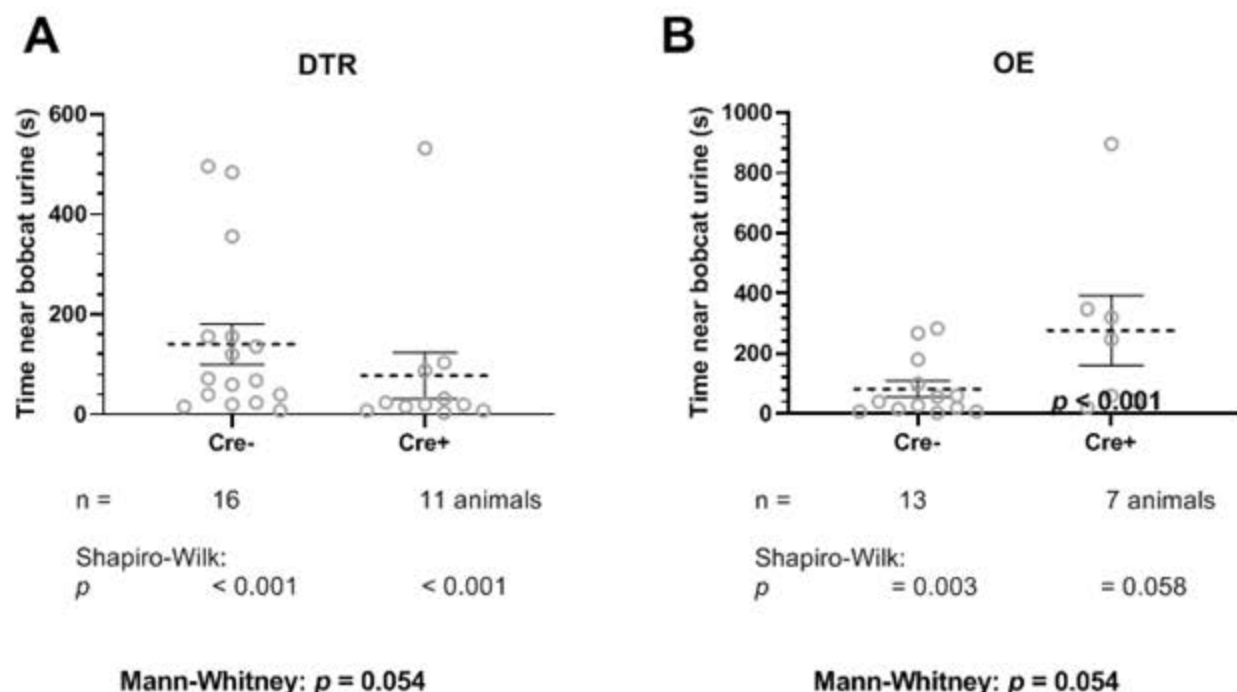 A
DTR
Time near bobcat urine (s)
600
400
200
0
Cre- Cre+
n = 16 11 animals
Shapiro-Wilk:
p < 0.001 < 0.001
Mann-Whitney: p = 0.054
B
OE
Time near bobcat urine (s)
1000
800
600
400
200
0
p < 0.001
Cre- Cre+
n = 13 7 animals
Shapiro-Wilk:
p = 0.003 = 0.058
Mann-Whitney: p = 0.054